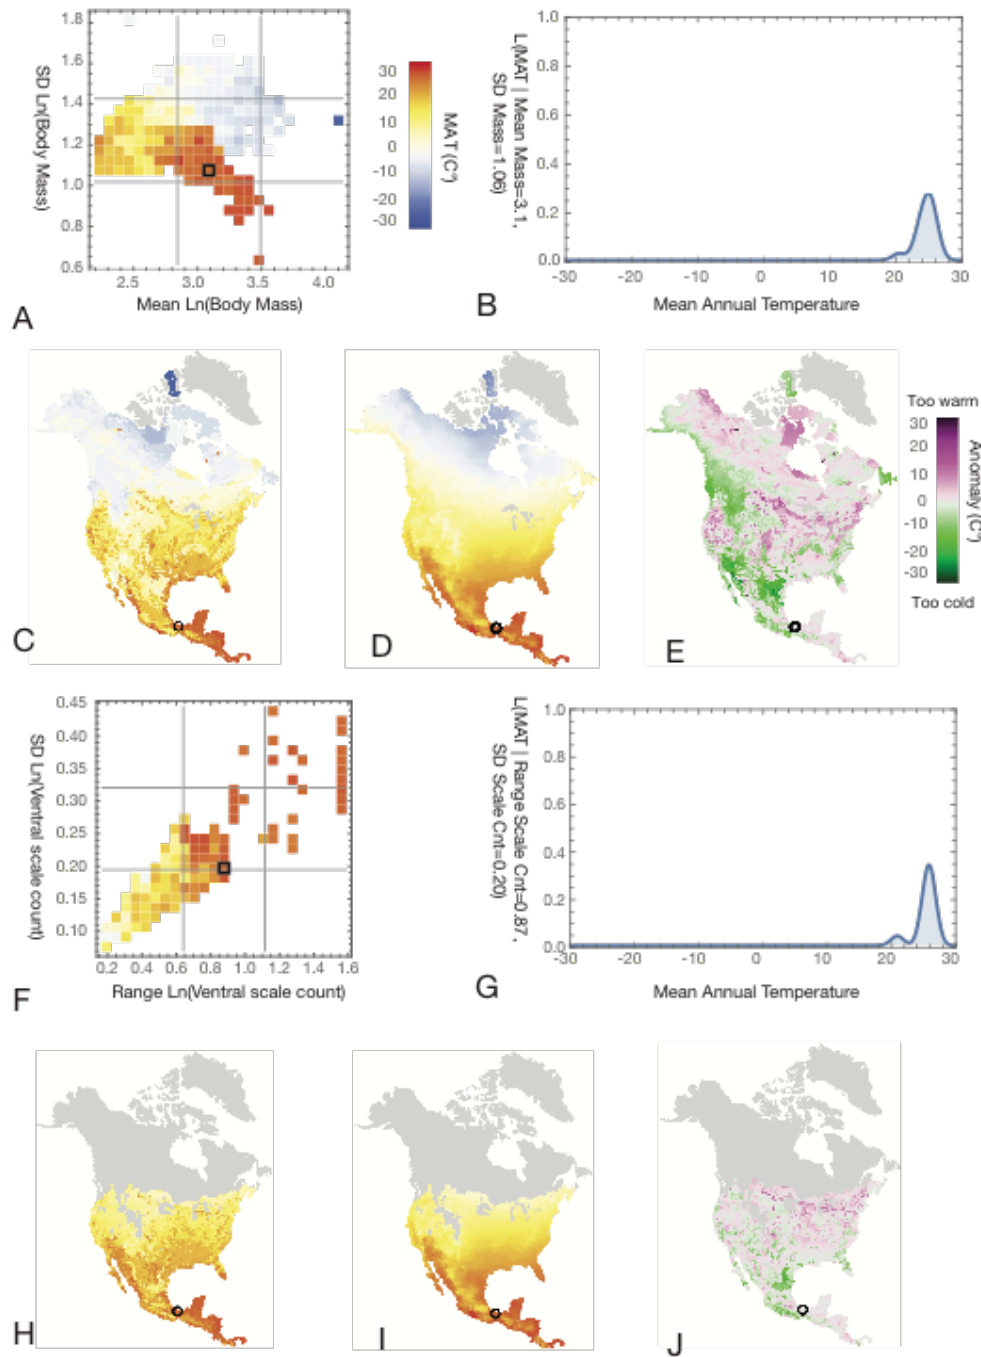 1.8
1.6
1.4
1.2
1.0
0.8
0.6
SD Ln(Body Mass)
2.5
3.0
3.5
4.0
Mean Ln(Body Mass)
A
30
20
10
0
-10
-20
-30
MAT (C°)
L(MAT | Mean Mass=3.1,
SD Mass=1.06)
1.0
0.8
0.6
0.4
0.2
0.0
-30
-20
-10
0
10
20
30
Mean Annual Temperature
B
C
D
E
Too warm
30
20
10
0
-10
-20
-30
Anomaly (C°)
Too cold
0.45
0.40
0.35
0.30
0.25
0.20
0.15
0.10
SD Ln(Ventral
scale count)
0.2
0.4
0.6
0.8
1.0
1.2
1.4
1.6
Range Ln(Ventral scale count)
F
L(MAT | Range Scale Cnt=0.87,
SD Scale Cnt=0.20)
1.0
0.8
0.6
0.4
0.2
0.0
-30
-20
-10
0
10
20
30
Mean Annual Temperature
G
H
I
J